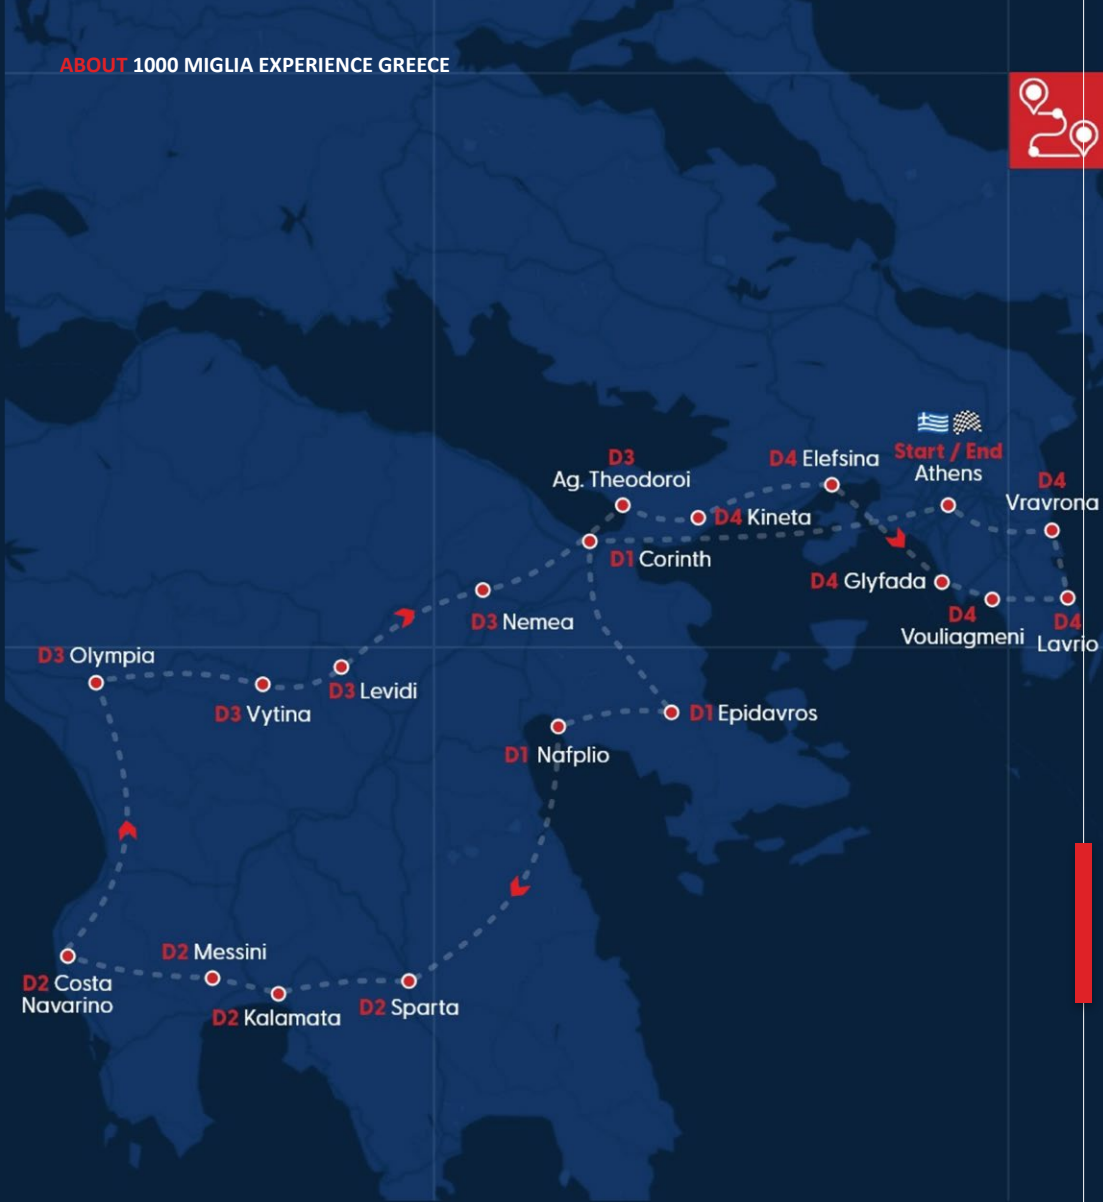 ABOUT 1000 MIGLIA EXPERIENCE GREECE
Start / End
Athens
D3
Ag. Theodoroi
D4 Elefsina
D4
Vravrona
D4 Kineta
D1 Corinth
D4 Glyfada
D4
Vouliagmeni
D4
Lavrio
D3 Nemea
D3 Olympia
D3 Levidi
D3 Vytina
D1 Epidavros
D1 Nafplio
D2 Messini
D2 Costa
Navarino
D2 Kalamata
D2 Sparta